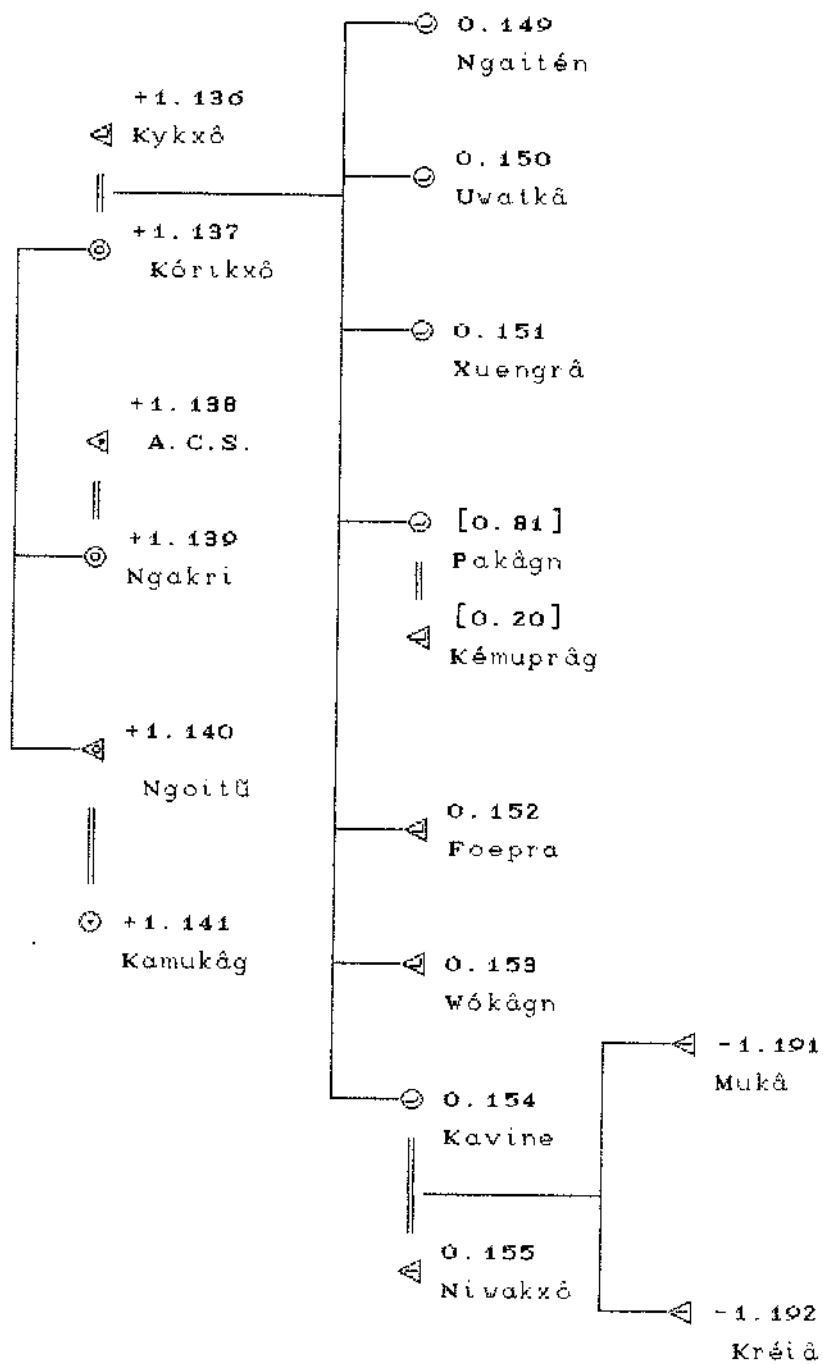 0.149
Ngaitén
+1.136
Kykxô
0.150
Uwatkâ
+1.137
Kórikxô
0.151
Xuengrâ
+1.138
A.C.S.
[0.81]
Pakâgn
+1.139
Ngakri
[0.20]
Kémuprâg
+1.140
Ngoitũ
0.152
Foepra
+1.141
Kamukâg
0.153
Wókâgn
-1.191
Mukâ
0.154
Kavine
0.155
Niwakxô
-1.192
Kréiâ